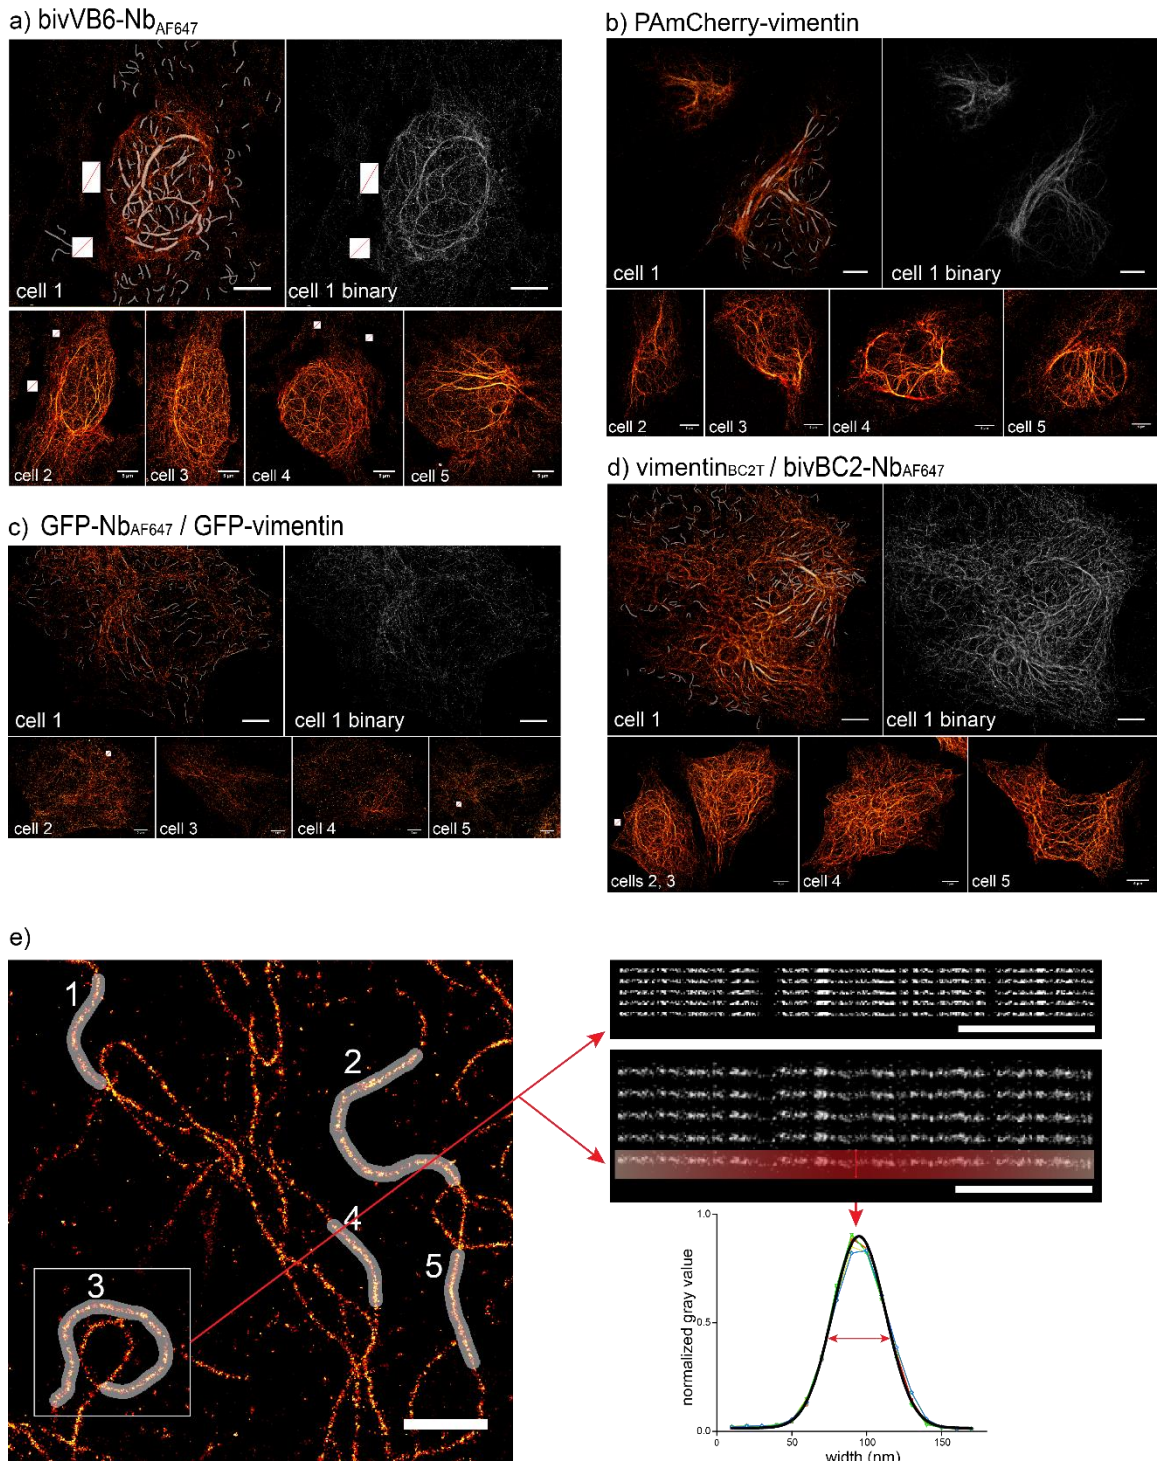 a) bivVB6-NbAF647
cell 1
cell 1 binary
cell 2
cell 3
cell 4
cell 5
b) PAmCherry-vimentin
cell 1
cell 1 binary
cell 2
cell 3
cell 4
cell 5
c) GFP-NbAF647 / GFP-vimentin
cell 1
cell 1 binary
cell 2
cell 3
cell 4
cell 5
d) vimentinBC2T / bivBC2-NbAF647
cell 1
cell 1 binary
cells 2, 3
cell 4
cell 5
e)
1
2
3
4
5
1.0
0.5
0.0
normalized gray value
0
50
100
150
width (nm)